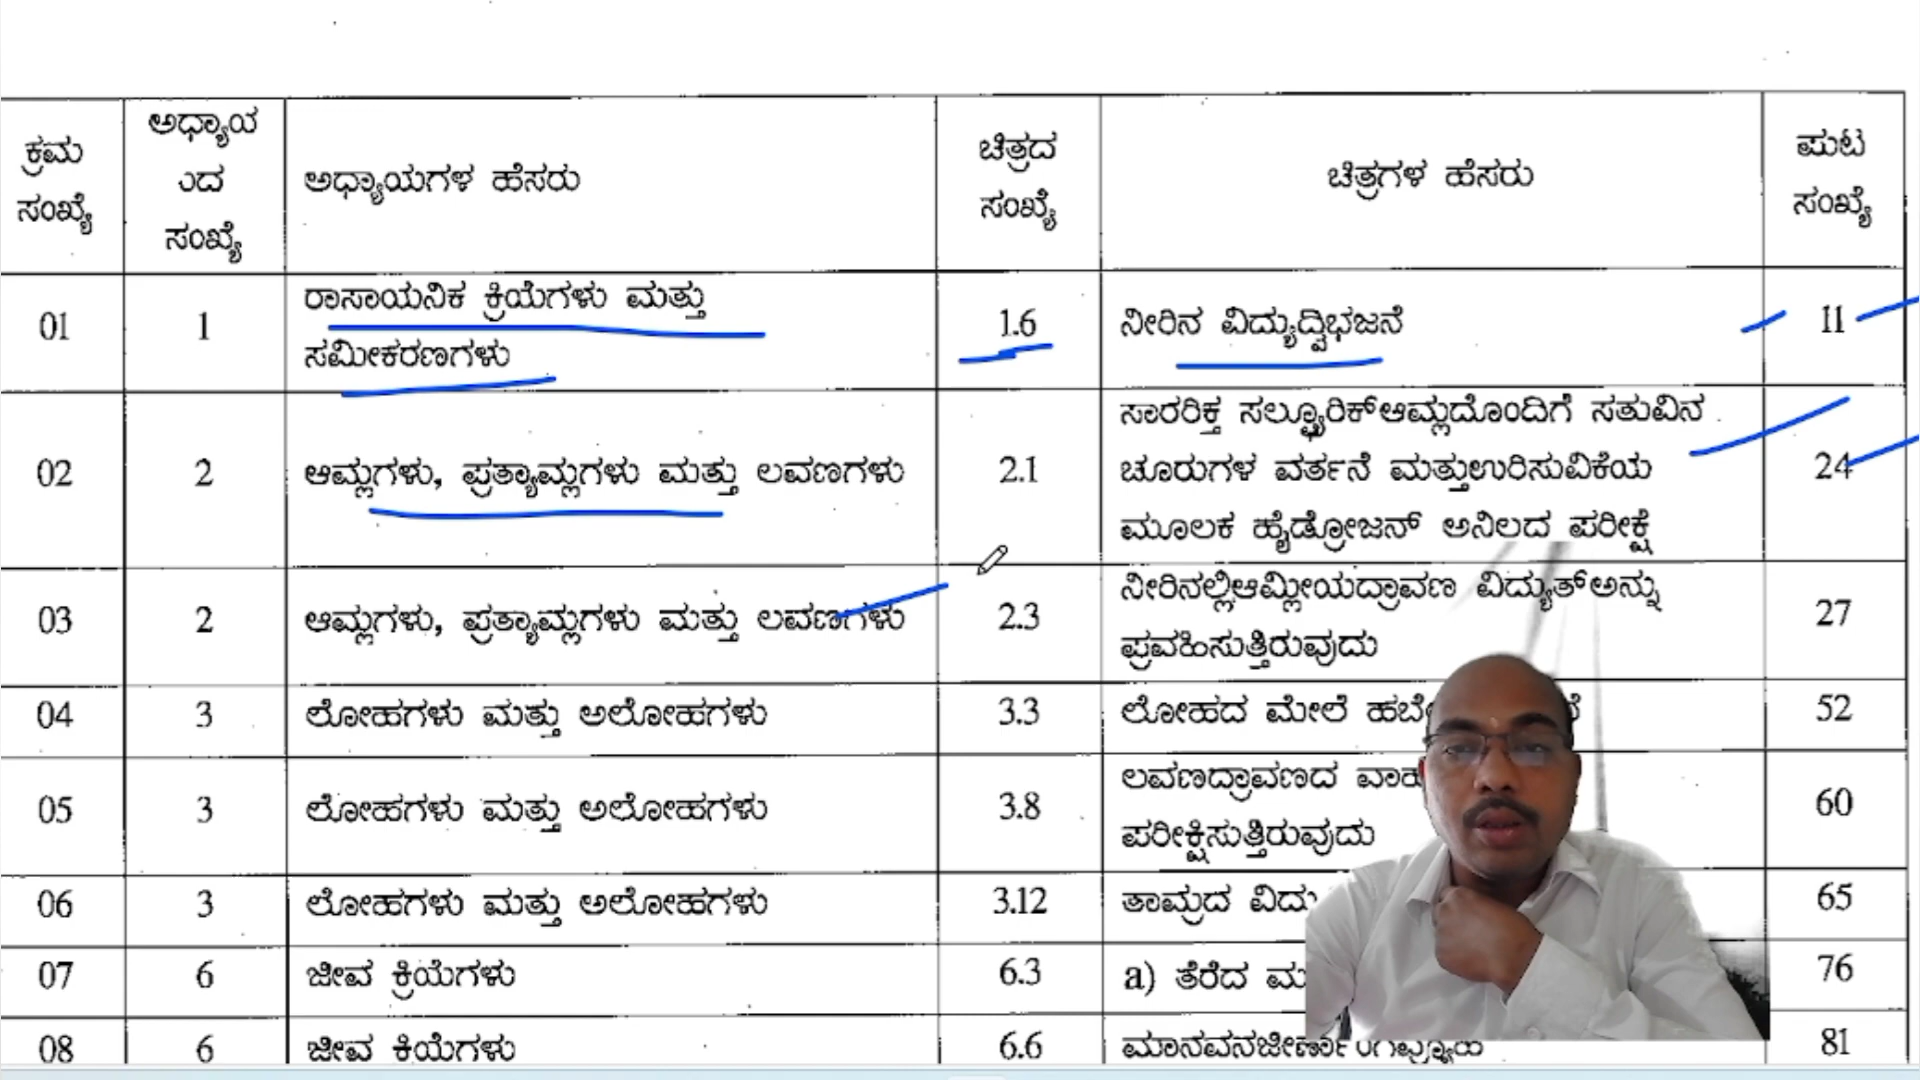 ಕ್ರಮ ಸಂಖ್ಯೆ
ಅಧ್ಯಾಯ ಂದ ಸಂಖ್ಯೆ
ಅಧ್ಯಾಯಗಳ ಹೆಸರು
ಚಿತ್ರದ ಸಂಖ್ಯೆ
ಚಿತ್ರಗಳ ಹೆಸರು
ಪುಟ ಸಂಖ್ಯೆ
01
1
ರಾಸಾಯನಿಕ ಕ್ರಿಯೆಗಳು ಮತ್ತು
ಸಮೀಕರಣಗಳು
1.6
ನೀರಿನ ವಿದ್ಯುದ್ವಿಭಜನೆ
11
02
2
ಆಮ್ಲಗಳು, ಪ್ರತ್ಯಾಮ್ಲಗಳು ಮತ್ತು ಲವಣಗಳು
2.1
ಸಾರರಿಕ್ತ ಸಲ್ಫ್ಯೂರಿಕ್ಆಮ್ಲದೊಂದಿಗೆ ಸತುವಿನ
ಚೂರುಗಳ ವರ್ತನೆ ಮತ್ತುಉರಿಸುವಿಕೆಯ
ಮೂಲಕ ಹೈಡ್ರೋಜನ್ ಅನಿಲದ ಪರೀಕ್ಷೆ
24
03
2
ಆಮ್ಲಗಳು, ಪ್ರತ್ಯಾಮ್ಲಗಳು ಮತ್ತು ಲವಣಗಳು
2.3
ನೀರಿನಲ್ಲಿಆಮ್ಲೀಯದ್ರಾವಣ ವಿದ್ಯುತ್ಅನ್ನು
ಪ್ರವಹಿಸುತ್ತಿರುವುದು
27
04
3
ಲೋಹಗಳು ಮತ್ತು ಅಲೋಹಗಳು
3.3
ಲೋಹದ ಮೇಲೆ
52
05
3
ಲೋಹಗಳು ಮತ್ತು ಅಲೋಹಗಳು
3.8
ಲವಣದ್ರಾವಣದ
ಪರೀಕ್ಷಿಸುತ್ತಿರುವುದು
60
06
3
ಲೋಹಗಳು ಮತ್ತು ಅಲೋಹಗಳು
3.12
ತಾಮ್ರದ
65
07
6
ಜೀವ ಕ್ರಿಯೆಗಳು
6.3
a) ತೆರೆದ
76
08
6
ಜೀವ ಕಿಯೆಗಳು
6.6
81